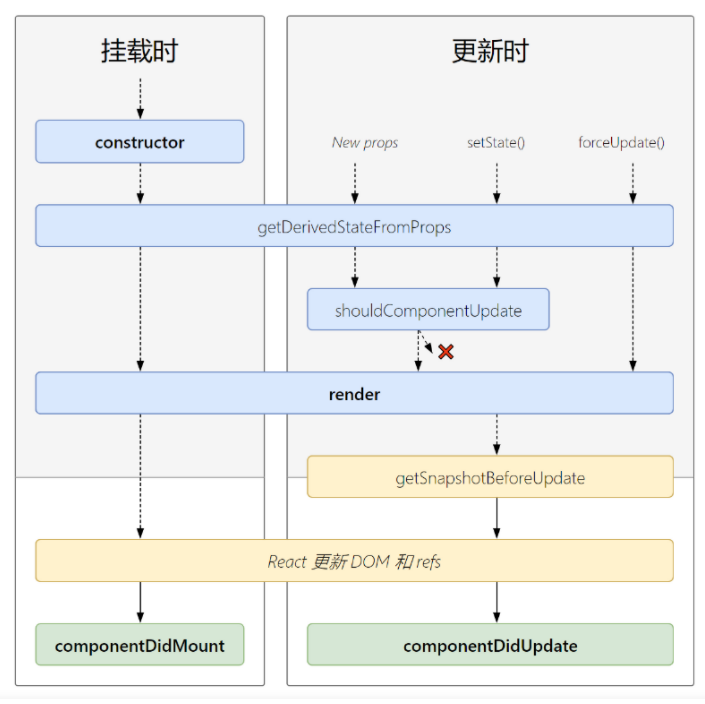 挂载时
更新时
constructor
New props
setState()
forceUpdate()
getDerivedStateFromProps
shouldComponentUpdate
render
getSnapshotBeforeUpdate
React 更新 DOM 和 refs
componentDidMount
componentDidUpdate